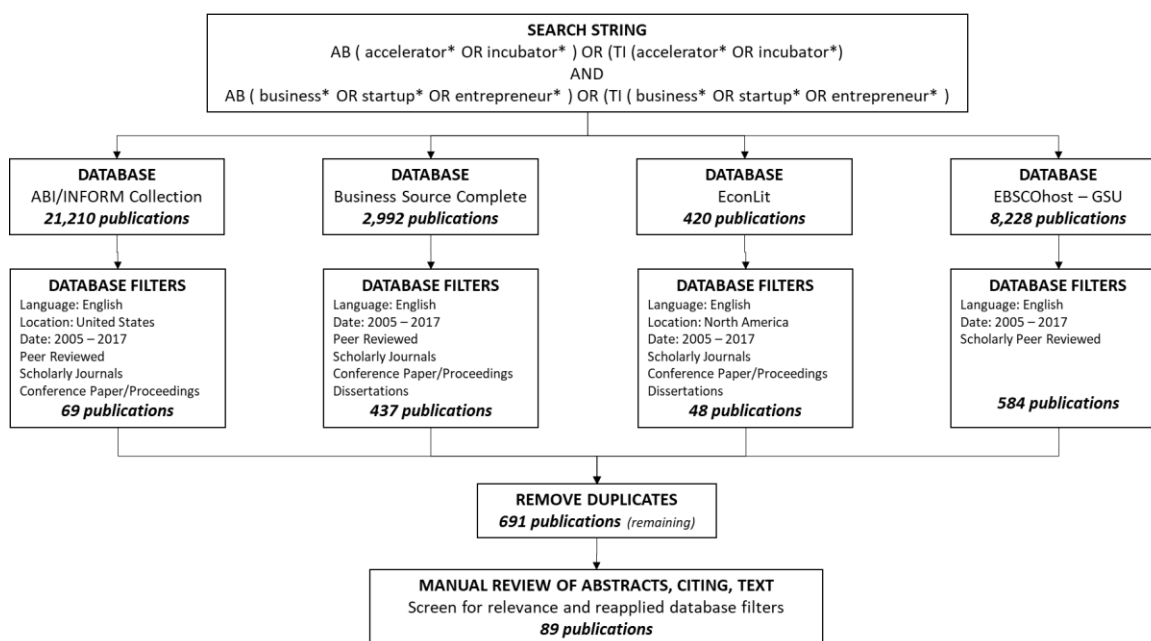 SEARCH STRING
AB ( accelerator* OR incubator* ) OR (TI (accelerator* OR incubator*)
AND
AB ( business* OR startup* OR entrepreneur* ) OR (TI ( business* OR startup* OR entrepreneur* )
DATABASE
ABI/INFORM Collection
21,210 publications
DATABASE
Business Source Complete
2,992 publications
DATABASE
EconLit
420 publications
DATABASE
EBSCOhost – GSU
8,228 publications
DATABASE FILTERS
Language: English
Location: United States
Date: 2005 – 2017
Peer Reviewed
Scholarly Journals
Conference Paper/Proceedings
69 publications
DATABASE FILTERS
Language: English
Date: 2005 – 2017
Peer Reviewed
Scholarly Journals
Conference Paper/Proceedings
Dissertations
437 publications
DATABASE FILTERS
Language: English
Location: North America
Date: 2005 – 2017
Scholarly Journals
Conference Paper/Proceedings
Dissertations
48 publications
DATABASE FILTERS
Language: English
Date: 2005 – 2017
Scholarly Peer Reviewed
584 publications
REMOVE DUPLICATES
691 publications (remaining)
MANUAL REVIEW OF ABSTRACTS, CITING, TEXT
Screen for relevance and reapplied database filters
89 publications